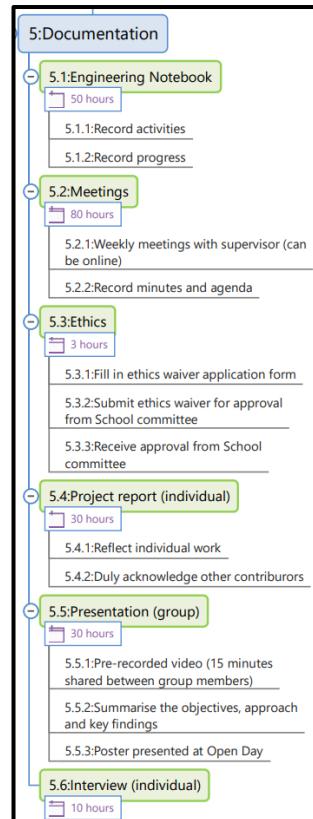 5:Documentation
5.1:Engineering Notebook
50 hours
5.1.1:Record activities
5.1.2:Record progress
5.2:Meetings
80 hours
5.2.1:Weekly meetings with supervisor (can
be online)
5.2.2:Record minutes and agenda
5.3:Ethics
3 hours
5.3.1:Fill in ethics waiver application form
5.3.2:Submit ethics waiver for approval
from School committee
5.3.3:Receive approval from School
committee
5.4:Project report (individual)
30 hours
5.4.1:Reflect individual work
5.4.2:Duly acknowledge other contriburors
5.5:Presentation (group)
30 hours
5.5.1:Pre-recorded video (15 minutes
shared between group members)
5.5.2:Summarise the objectives, approach
and key findings
5.5.3:Poster presented at Open Day
5.6:Interview (individual)
10 hours